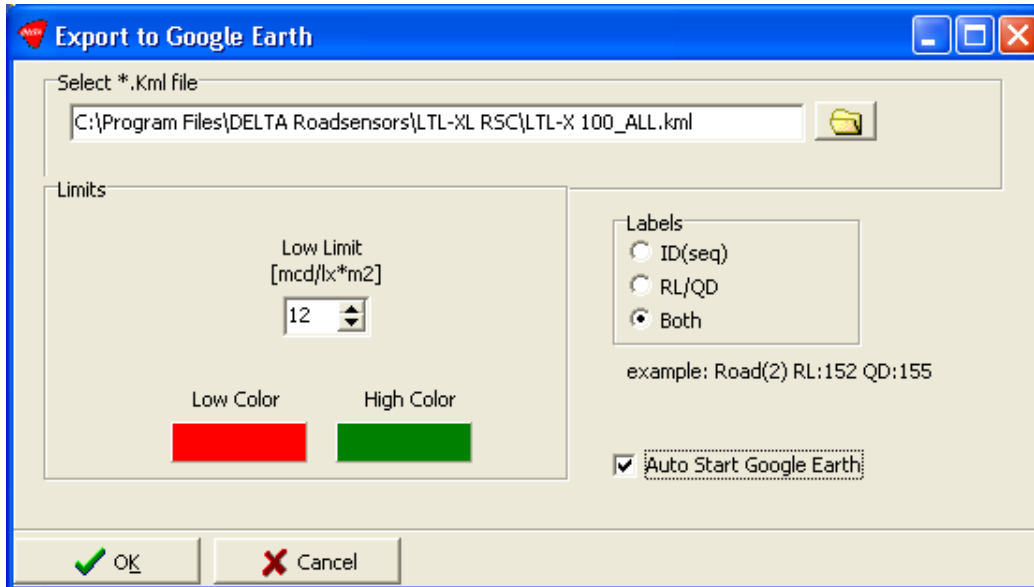 Export to Google Earth
Select *.Kml file
C:\Program Files\DELTA Roadsensors\LTL-XL RSC\LTL-X 100_ALL.kml
Limits
Low Limit
[mcd/lx*m2]
12
Low Color High Color
Labels
ID(seq)
RL/QD
Both
example: Road(2) RL:152 QD:155
Auto Start Google Earth
OK Cancel